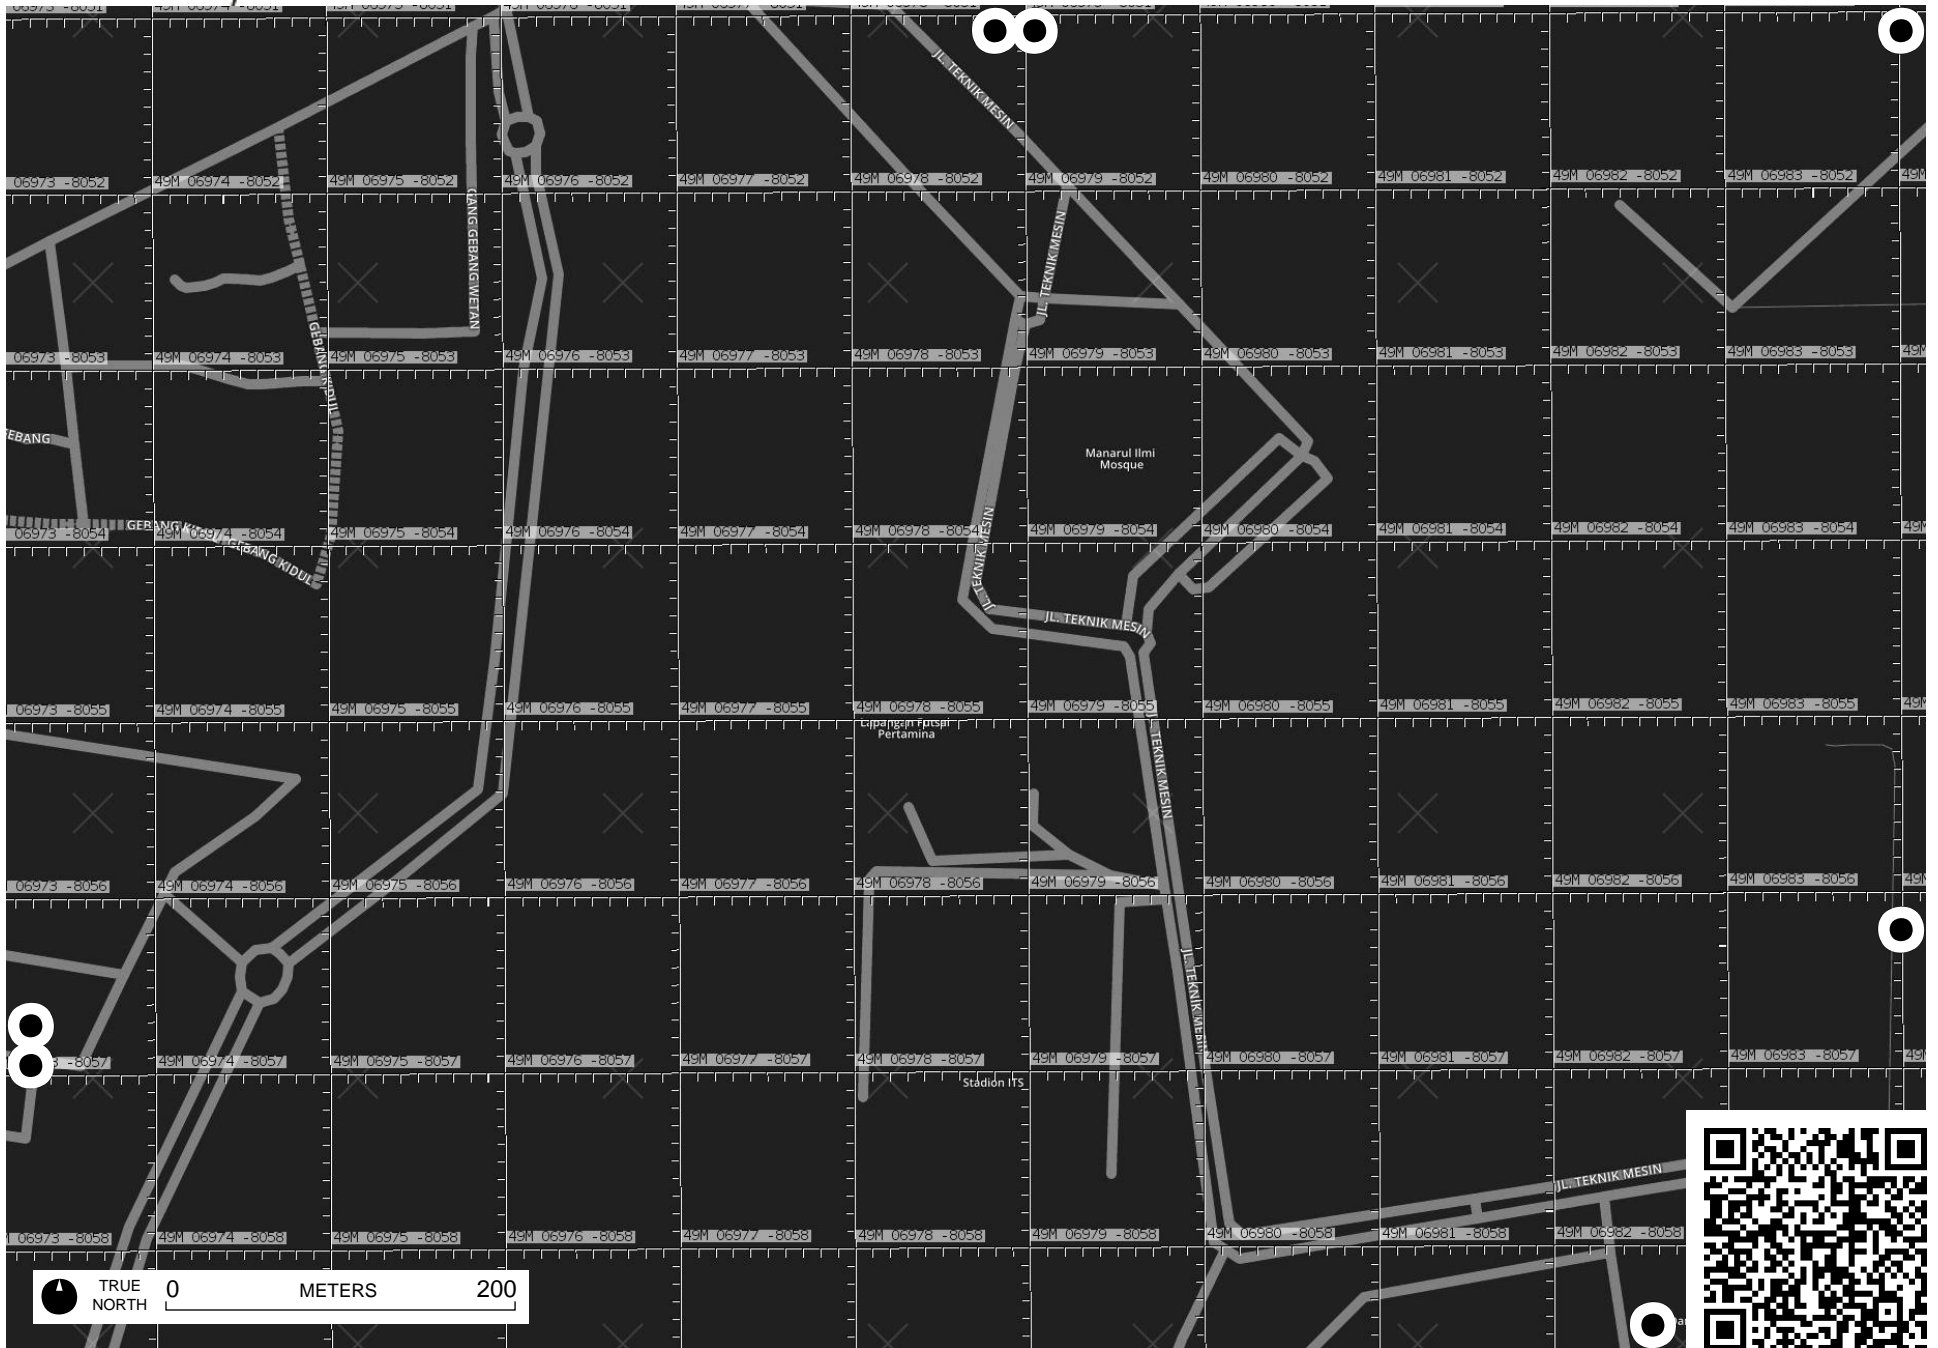 JL. TEKNIK MESIN
49M 06974 -8052
49M 06975 -8052
49M 06976 -8052
49M 06977 -8052
49M 06978 -8052
49M 06979 -8052
49M 06980 -8052
49M 06981 -8052
49M 06982 -8052
49M 06983 -8052
06973 -8052
GANG GEBANG WETAN
JL. TEKNIK MESIN
GEBANG KIDUL
06973 -8053
49M 06974 -8053
49M 06975 -8053
49M 06976 -8053
49M 06977 -8053
49M 06978 -8053
49M 06979 -8053
49M 06980 -8053
49M 06981 -8053
49M 06982 -8053
49M 06983 -8053
GEBANG
Manarul Ilmi
Mosque
06973 -8054
GEBANG KIDUL
49M 06975 -8054
49M 06976 -8054
49M 06977 -8054
49M 06978 -8054
49M 06979 -8054
49M 06980 -8054
49M 06981 -8054
49M 06982 -8054
49M 06983 -8054
JL. TEKNIK MESIN
JL. TEKNIK MESIN
06973 -8055
49M 06974 -8055
49M 06975 -8055
49M 06976 -8055
49M 06977 -8055
49M 06978 -8055
49M 06979 -8055
49M 06980 -8055
49M 06981 -8055
49M 06982 -8055
49M 06983 -8055
Lapangan Futsal
Pertamina
JL. TEKNIK MESIN
06973 -8056
49M 06974 -8056
49M 06975 -8056
49M 06976 -8056
49M 06977 -8056
49M 06978 -8056
49M 06979 -8056
49M 06980 -8056
49M 06981 -8056
49M 06982 -8056
49M 06983 -8056
JL. TEKNIK MESIN
3 -8057
49M 06974 -8057
49M 06975 -8057
49M 06976 -8057
49M 06977 -8057
49M 06978 -8057
49M 06979 -8057
49M 06980 -8057
49M 06981 -8057
49M 06982 -8057
49M 06983 -8057
Stadion ITS
JL. TEKNIK MESIN
06973 -8058
49M 06974 -8058
49M 06975 -8058
49M 06976 -8058
49M 06977 -8058
49M 06978 -8058
49M 06979 -8058
49M 06980 -8058
49M 06981 -8058
49M 06982 -8058
TRUE
NORTH
0 METERS 200